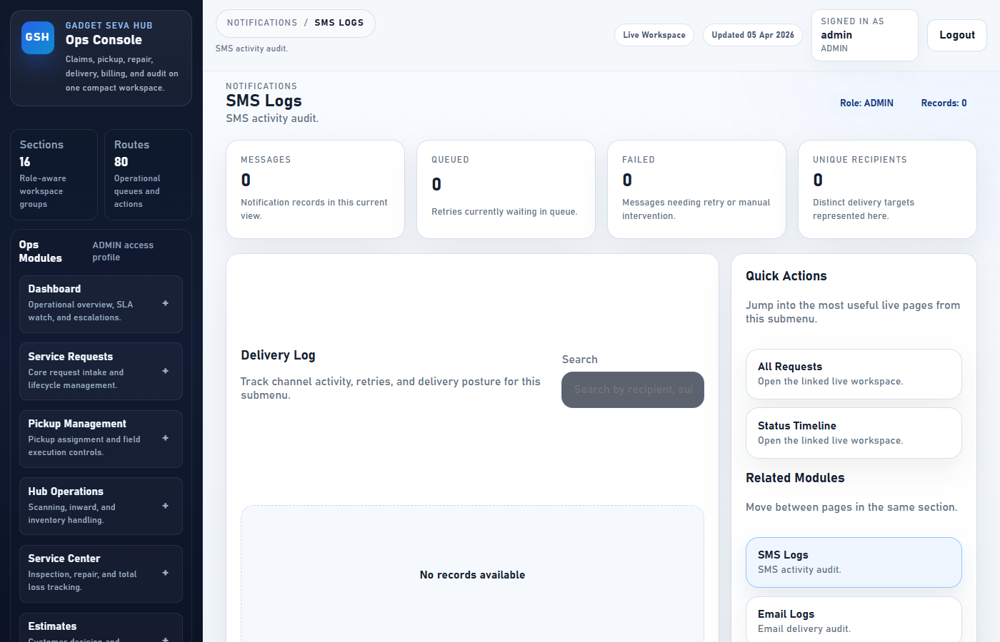 GSH
GADGET SEVA HUB
Ops Console
Claims, pickup, repair,
delivery, billing, and audit on
one compact workspace.
Sections
16
Role-aware
workspace
groups
Routes
80
Operational
queues and
actions
Ops
Modules
ADMIN access
profile
Dashboard
Operational overview, SLA
watch, and escalations.
+
Service Requests
Core request intake and
lifecycle management.
+
Pickup Management
Pickup assignment and field
execution controls.
+
Hub Operations
Scanning, inward, and
inventory handling.
+
Service Center
Inspection, repair, and total
loss tracking.
+
Estimates
Customer decision and
+
NOTIFICATIONS / SMS LOGS
SMS activity audit.
Live Workspace
Updated 05 Apr 2026
SIGNED IN AS
admin
ADMIN
Logout
NOTIFICATIONS
SMS Logs
SMS activity audit.
Role: ADMIN
Records: 0
MESSAGES
0
Notification records in this current
view.
QUEUED
0
Retries currently waiting in queue.
FAILED
0
Messages needing retry or manual
intervention.
UNIQUE RECIPIENTS
0
Distinct delivery targets
represented here.
Delivery Log
Track channel activity, retries, and delivery posture for this
submenu.
Search
Search by recipient, sul
No records available
Quick Actions
Jump into the most useful live pages from
this submenu.
All Requests
Open the linked live workspace.
Status Timeline
Open the linked live workspace.
Related Modules
Move between pages in the same section.
SMS Logs
SMS activity audit.
Email Logs
Email delivery audit.